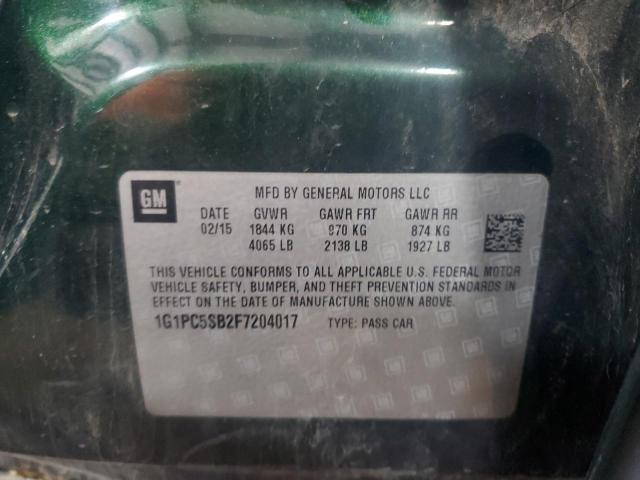 GM
MFD BY GENERAL MOTORS LLC
DATE GVWR GAWR FRT GAWR RR
02/15 1844 KG 970 KG 874 KG
4065 LB 2138 LB 1927 LB
THIS VEHICLE CONFORMS TO ALL APPLICABLE U.S. FEDERAL MOTOR
VEHICLE SAFETY, BUMPER, AND THEFT PREVENTION STANDARDS
IN EFFECT ON THE DATE OF MANUFACTURE SHOWN ABOVE.
1G1PC5SB2F7204017 TYPE: PASS CAR